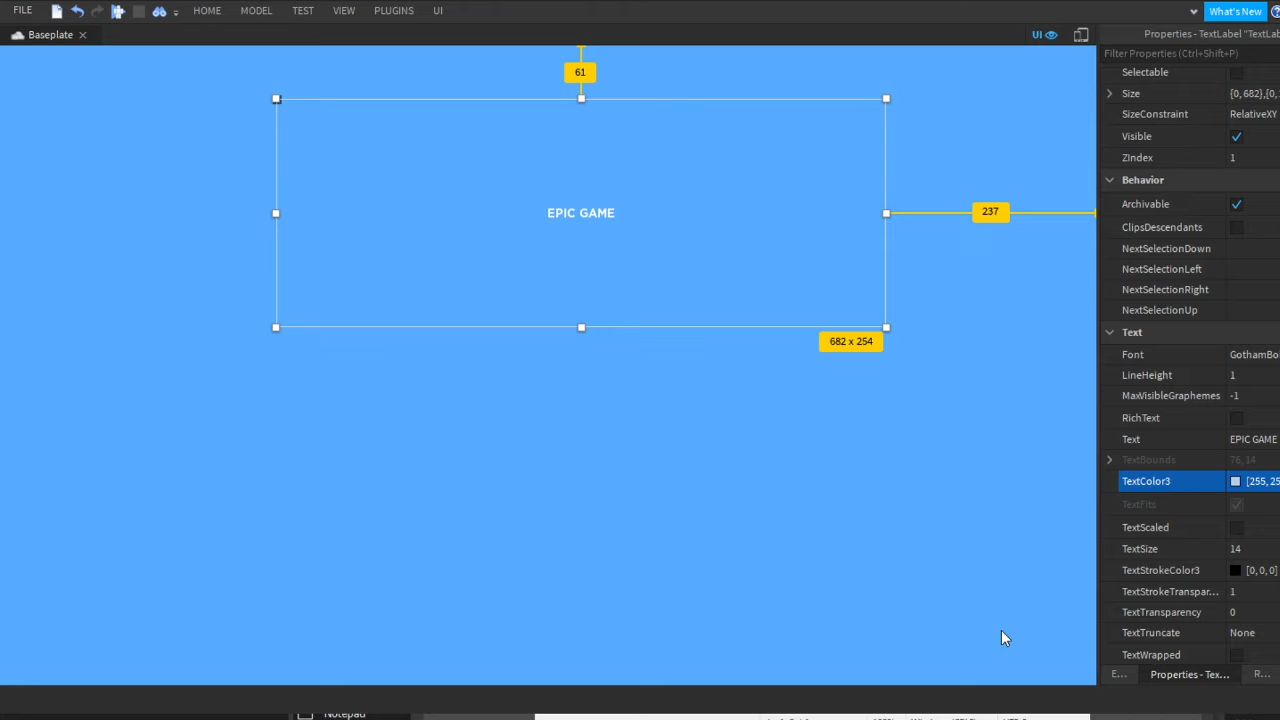 FILE
HOME
MODEL
TEST
VIEW
PLUGINS
UI
What's New
Baseplate
UI
Properties - TextLabel "TextLab
Filter Properties (Ctrl+Shift+P)
61
EPIC GAME
237
682 x 254
Selectable
Size {0, 682},{0,
SizeConstraint RelativeXY
Visible
ZIndex 1
Behavior
Archivable
ClipsDescendants
NextSelectionDown
NextSelectionLeft
NextSelectionRight
NextSelectionUp
Text
Font GothamBo
LineHeight 1
MaxVisibleGraphemes -1
RichText
Text EPIC GAME
TextBounds 76, 14
TextColor3 [255, 25
TextFits
TextScaled
TextSize 14
TextStrokeColor3 [0, 0, 0]
TextStrokeTranspar... 1
TextTransparency 0
TextTruncate None
TextWrapped
E... Properties - Tex... R...
Notepad